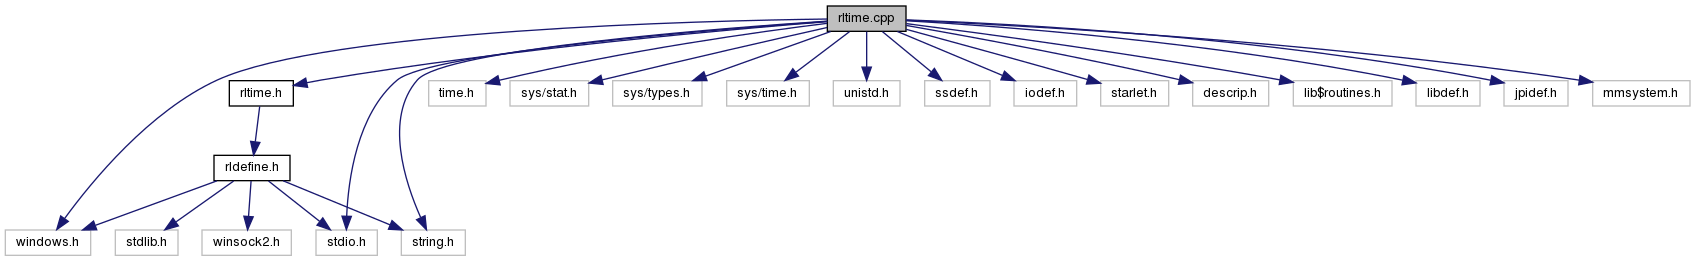 rltime.cpp
rltime.h
time.h
sys/stat.h
sys/types.h
sys/time.h
unistd.h
ssdef.h
iodef.h
starlet.h
descrip.h
lib$routines.h
libdef.h
jpidef.h
mmsystem.h
rldefine.h
windows.h
stdlib.h
winsock2.h
stdio.h
string.h